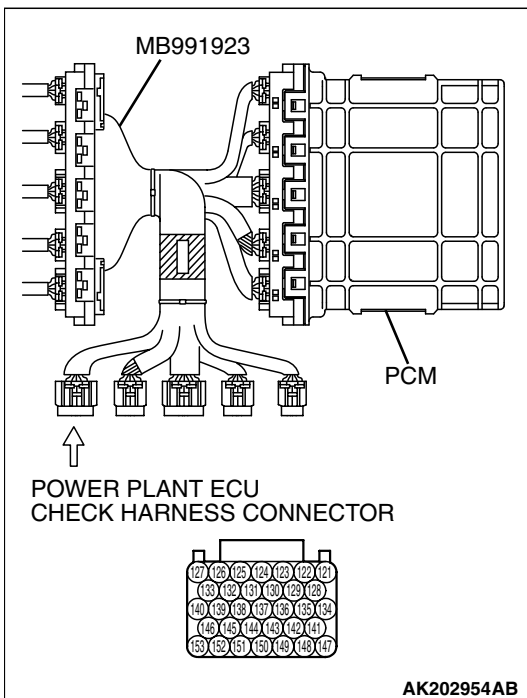 MB991923
PCM
POWER PLANT ECU
CHECK HARNESS CONNECTOR
127 126 125 124 123 122 121
133 132 131 130 129 128
140 139 138 137 136 135 134
146 145 144 143 142 141
153 152 151 150 149 148 147
AK202954AB